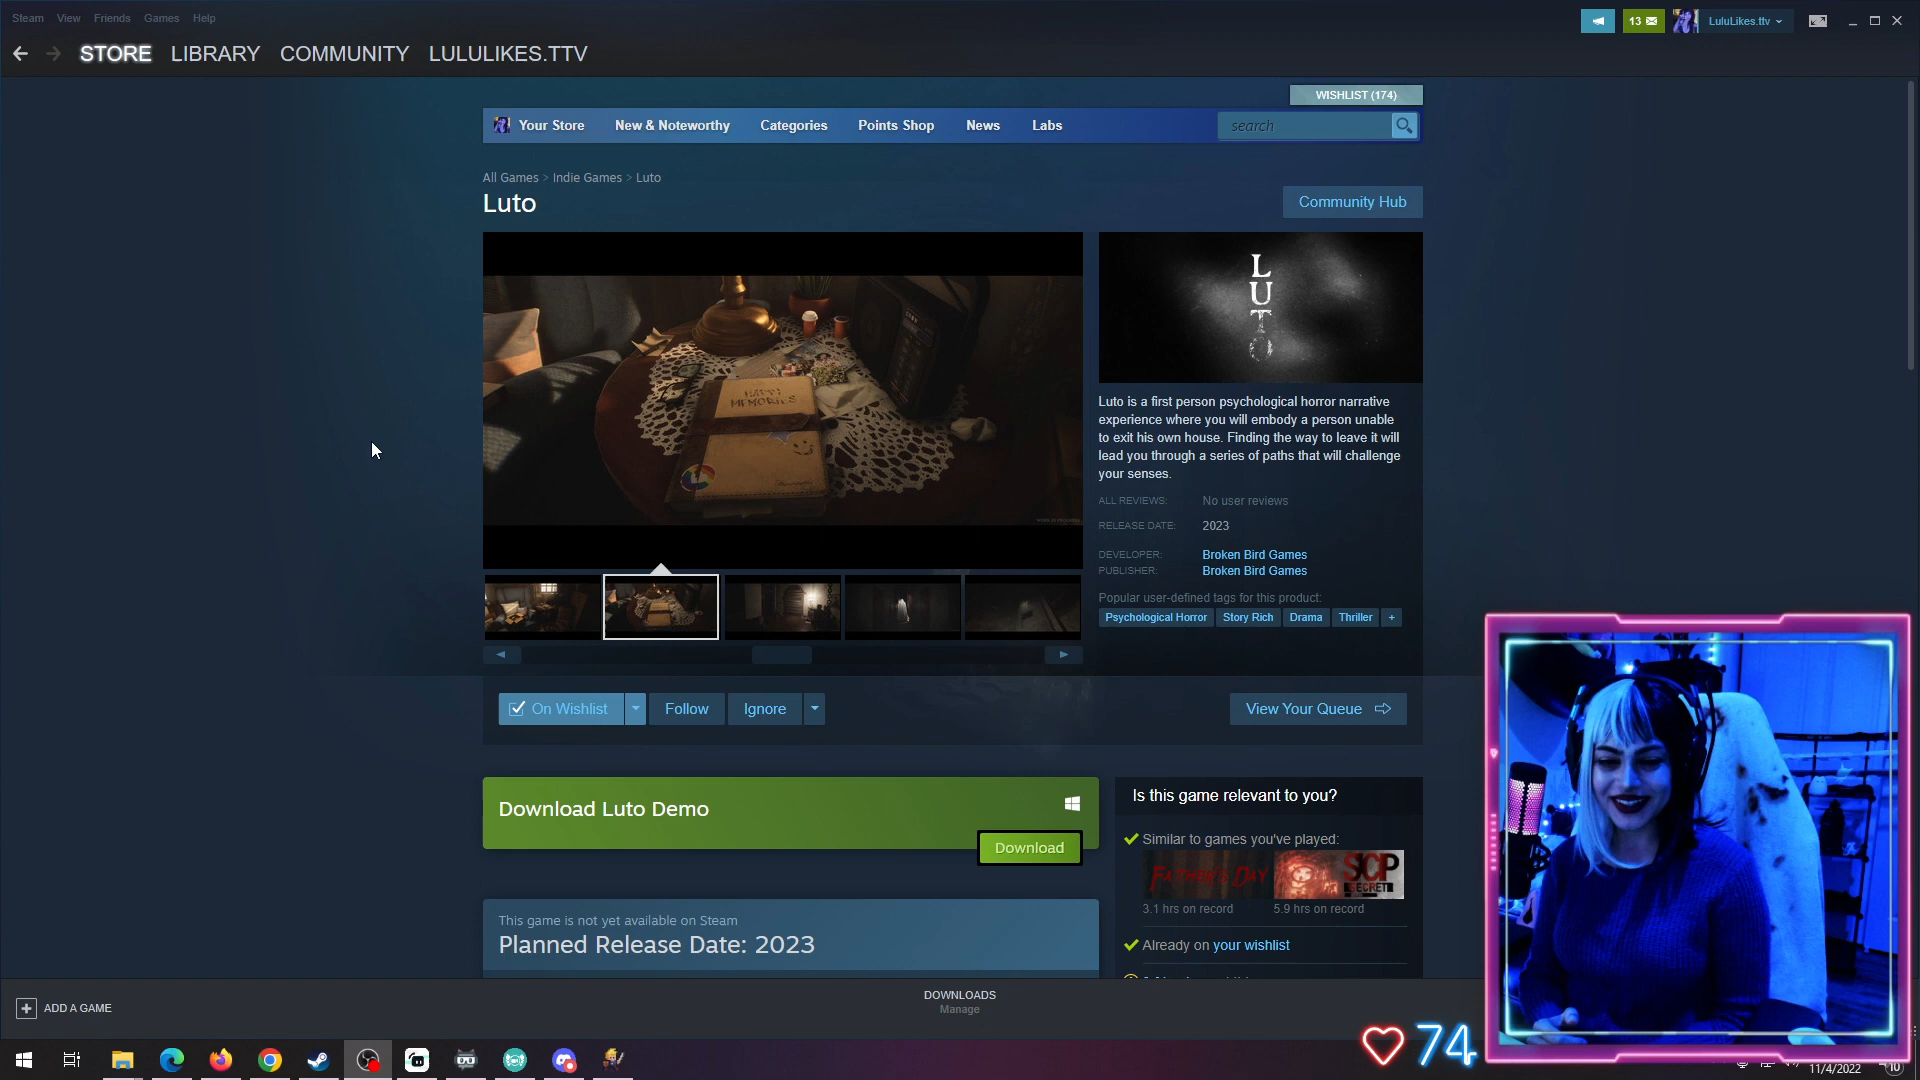 Steam View Friends Games Help
13
LuluLikes.ttv
STORE LIBRARY COMMUNITY LULULIKES.TTV
WISHLIST (174)
Your Store New & Noteworthy Categories Points Shop News Labs
search
All Games > Indie Games > Luto
Luto
Community Hub
HAPPY
MEMORIES
LUTO
Luto is a first person psychological horror narrative
experience where you will embody a person unable
to exit his own house. Finding the way to leave it will
lead you through a series of paths that will challenge
your senses.
ALL REVIEWS: No user reviews
RELEASE DATE: 2023
DEVELOPER: Broken Bird Games
PUBLISHER: Broken Bird Games
Popular user-defined tags for this product:
Psychological Horror Story Rich Drama Thriller +
On Wishlist Follow Ignore
View Your Queue
Download Luto Demo
Download
This game is not yet available on Steam
Planned Release Date: 2023
Is this game relevant to you?
Similar to games you've played:
FATHER'S DAY
SCP
SECRET
3.1 hrs on record 5.9 hrs on record
Already on your wishlist
ADD A GAME
DOWNLOADS
Manage
74
11/4/2022
10